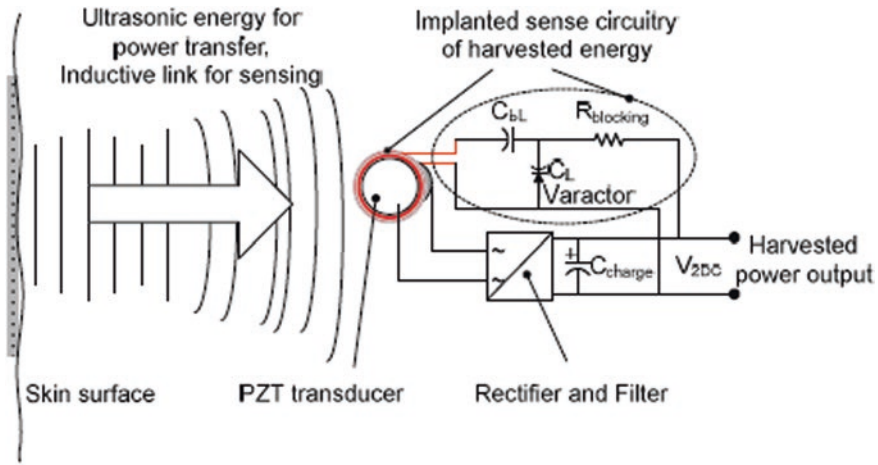 Ultrasonic energy for
power transfer,
Inductive link for sensing
Implanted sense circuitry
of harvested energy
CbL
Rblocking
CL
Varactor
~
~
+
Ccharge
V2DC
Harvested
power output
Skin surface
PZT transducer
Rectifier and Filter